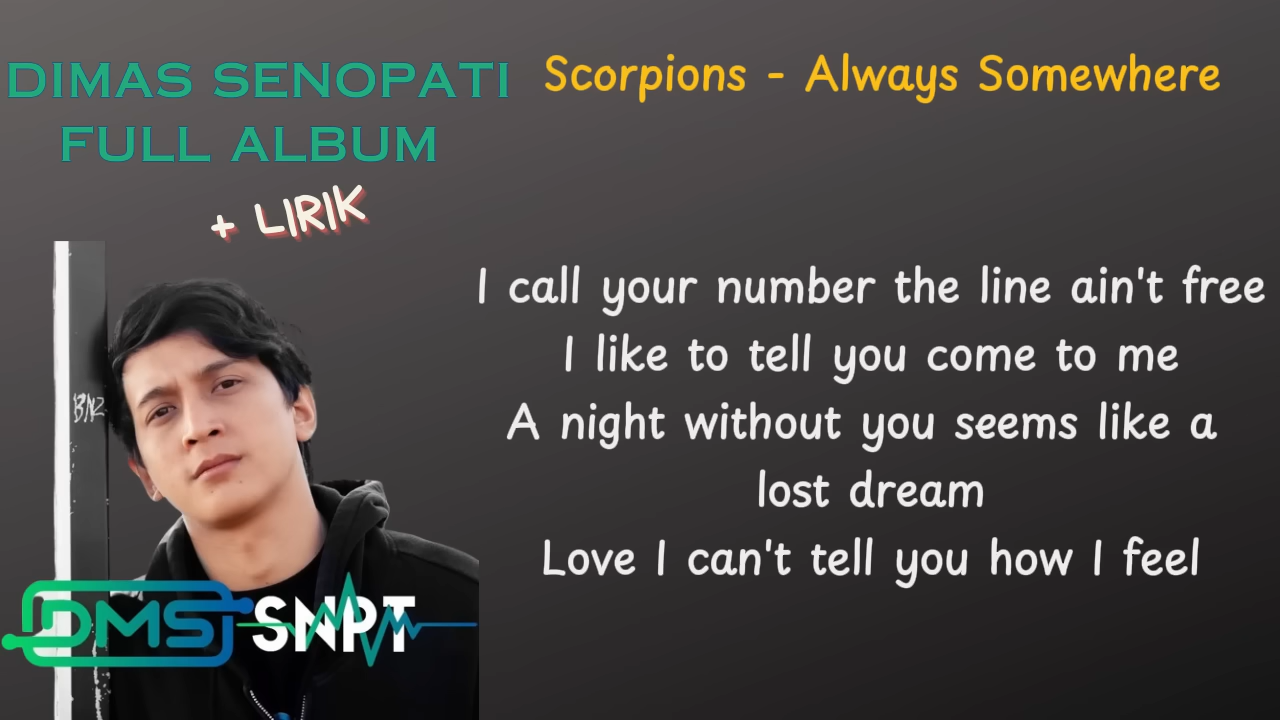 DIMAS SENOPATI
FULL ALBUM
+ LIRIK
Scorpions - Always Somewhere
I call your number the line ain't free
I like to tell you come to me
A night without you seems like a
lost dream
Love I can't tell you how I feel
BNZ
DMS SNPT